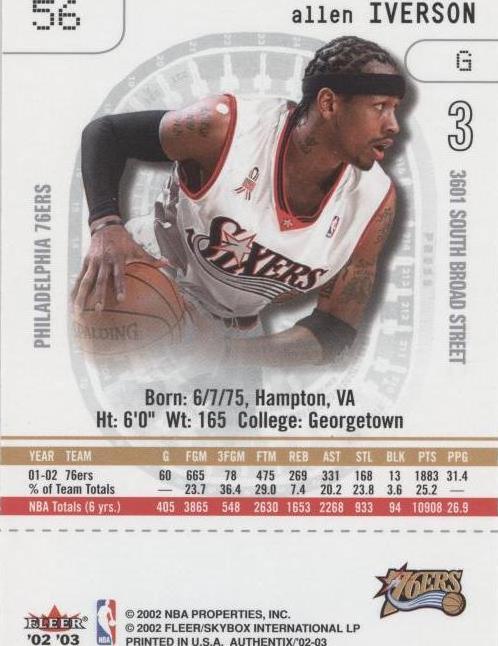 56
allen IVERSON
G
3
PHILADELPHIA 76ERS
3601 SOUTH BROAD STREET
PRESS
SIXERS
SPALDING
Born: 6/7/75, Hampton, VA
Ht: 6'0" Wt: 165 College: Georgetown
YEAR TEAM G FGM 3FGM FTM REB AST STL BLK PTS PPG
01-02 76ers 60 665 78 475 269 331 168 13 1883 31.4
% of Team Totals — 23.7 36.4 29.0 7.4 20.2 23.8 3.6 25.2 —
NBA Totals (6 yrs.) 405 3865 548 2630 1653 2268 933 94 10908 26.9
76ERS
FLEER
'02 '03
NBA
© 2002 NBA PROPERTIES, INC.
© 2002 FLEER/SKYBOX INTERNATIONAL LP
PRINTED IN U.S.A. AUTHENTIX/'02-03